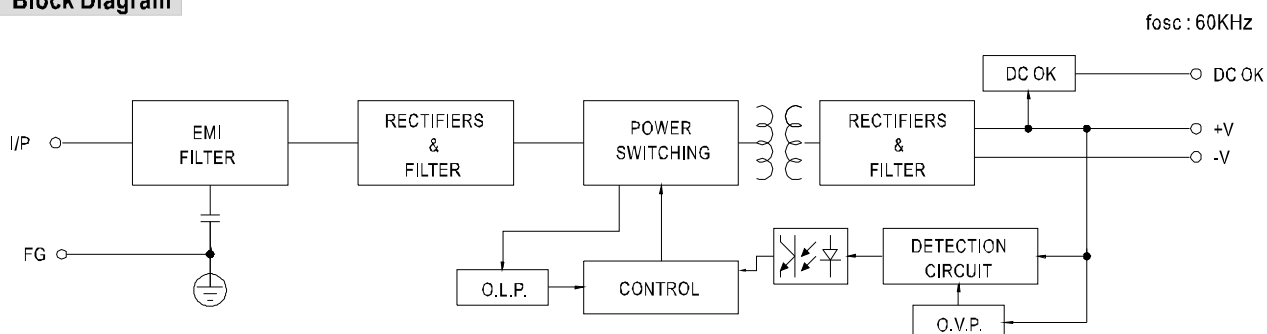 Block Diagram
fosc : 60KHz
DC OK
DC OK
I/P
EMI
FILTER
RECTIFIERS
&
FILTER
POWER
SWITCHING
RECTIFIERS
&
FILTER
+V
-V
FG
O.L.P.
CONTROL
DETECTION
CIRCUIT
O.V.P.